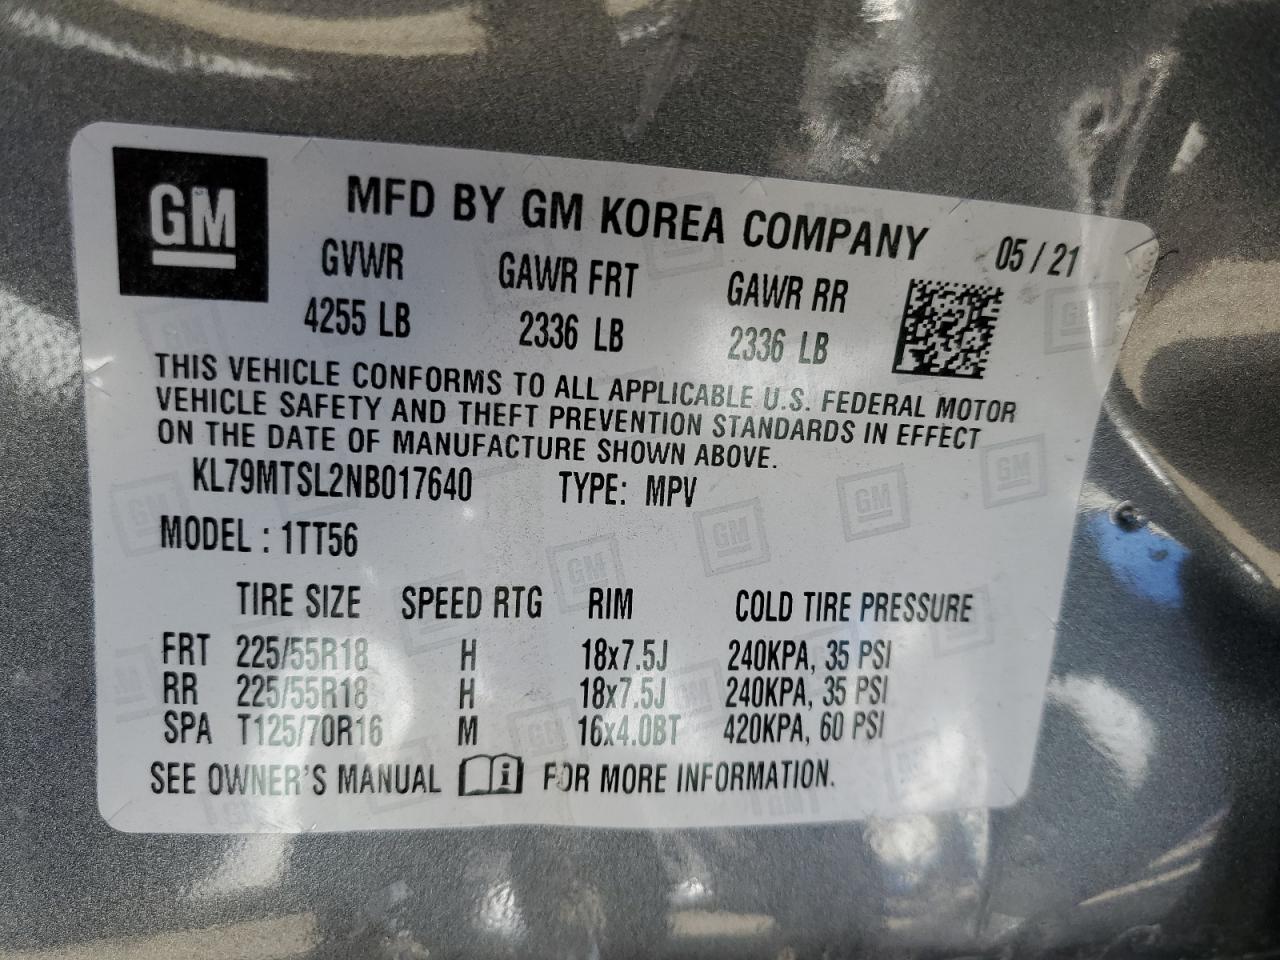 GM
MFD BY GM KOREA COMPANY 05 / 21
GVWR GAWR FRT GAWR RR
4255 LB 2336 LB 2336 LB
THIS VEHICLE CONFORMS TO ALL APPLICABLE U.S. FEDERAL MOTOR
VEHICLE SAFETY AND THEFT PREVENTION STANDARDS IN EFFECT
ON THE DATE OF MANUFACTURE SHOWN ABOVE.
KL79MTSL2NB017640 TYPE: MPV
MODEL : 1TT56
TIRE SIZE SPEED RTG RIM COLD TIRE PRESSURE
FRT 225/55R18 H 18x7.5J 240KPA, 35 PSI
RR 225/55R18 H 18x7.5J 240KPA, 35 PSI
SPA T125/70R16 M 16x4.0BT 420KPA, 60 PSI
SEE OWNER'S MANUAL i FOR MORE INFORMATION.